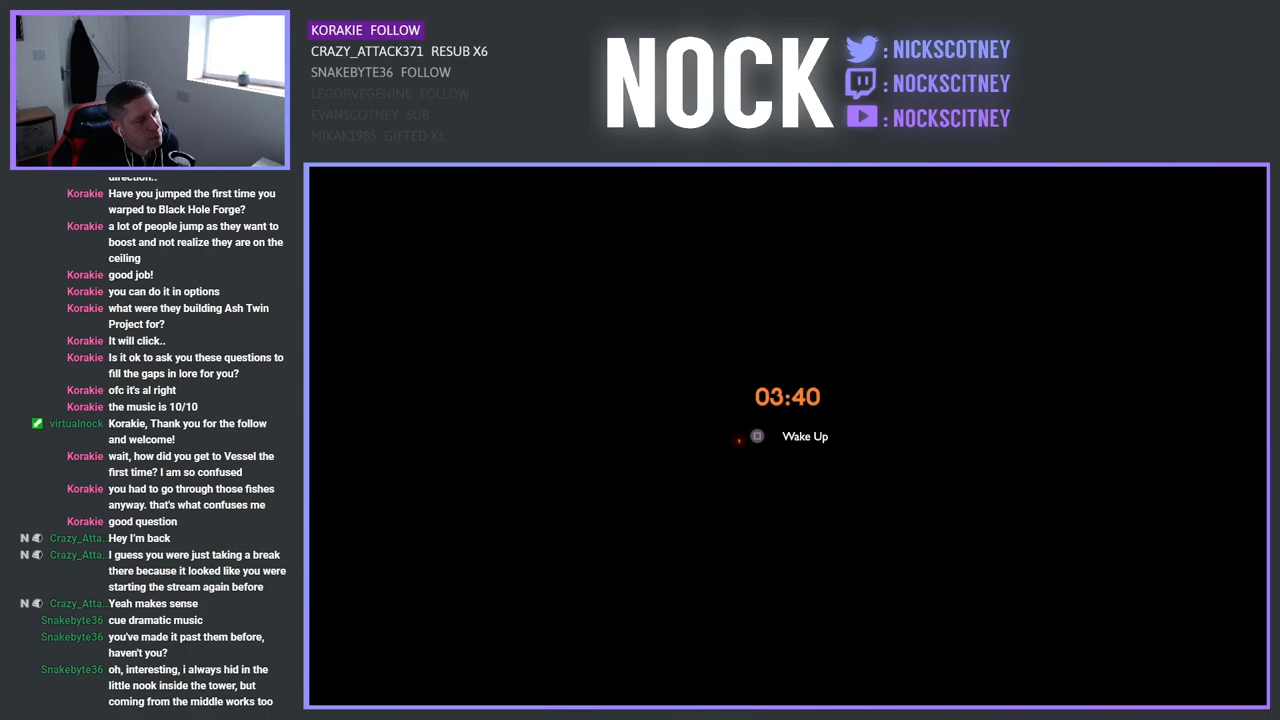 KORAKIE FOLLOW
CRAZY_ATTACK371 RESUB X6
SNAKEBYTE36 FOLLOW
LEGORVEGENINE FOLLOW
EVANSCOTNEY SUB
MIKAK1985 GIFTED X1
NOCK
: NICKSCOTNEY
: NOCKSCITNEY
: NOCKSCITNEY
direction..
Korakie Have you jumped the first time you
warped to Black Hole Forge?
Korakie a lot of people jump as they want to
boost and not realize they are on the
ceiling
Korakie good job!
Korakie you can do it in options
Korakie what were they building Ash Twin
Project for?
Korakie It will click..
Korakie Is it ok to ask you these questions to
fill the gaps in lore for you?
Korakie ofc it's al right
Korakie the music is 10/10
virtualnock Korakie, Thank you for the follow
and welcome!
Korakie wait, how did you get to Vessel the
first time? I am so confused
Korakie you had to go through those fishes
anyway. that's what confuses me
Korakie good question
N Crazy_Atta.. Hey I'm back
N Crazy_Atta.. I guess you were just taking a break
there because it looked like you were
starting the stream again before
N Crazy_Atta.. Yeah makes sense
Snakebyte36 cue dramatic music
Snakebyte36 you've made it past them before,
haven't you?
Snakebyte36 oh, interesting, i always hid in the
little nook inside the tower, but
coming from the middle works too
03:40
Wake Up